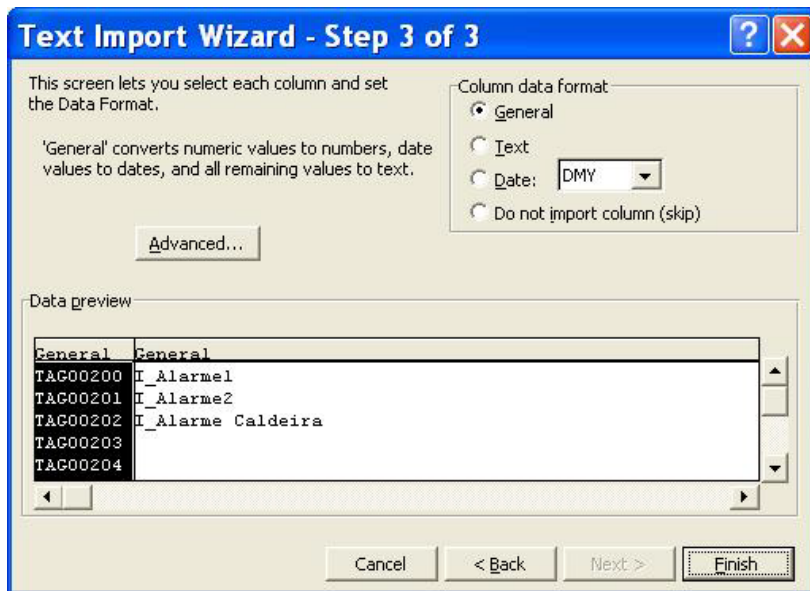 Text Import Wizard - Step 3 of 3
This screen lets you select each column and set
the Data Format.
'General' converts numeric values to numbers, date
values to dates, and all remaining values to text.
Advanced...
Column data format
General
Text
Date: DMY
Do not import column (skip)
Data preview
General General
TAG00200 I_Alarme1
TAG00201 I_Alarme2
TAG00202 I_Alarme Caldeira
TAG00203
TAG00204
Cancel < Back Next > Finish